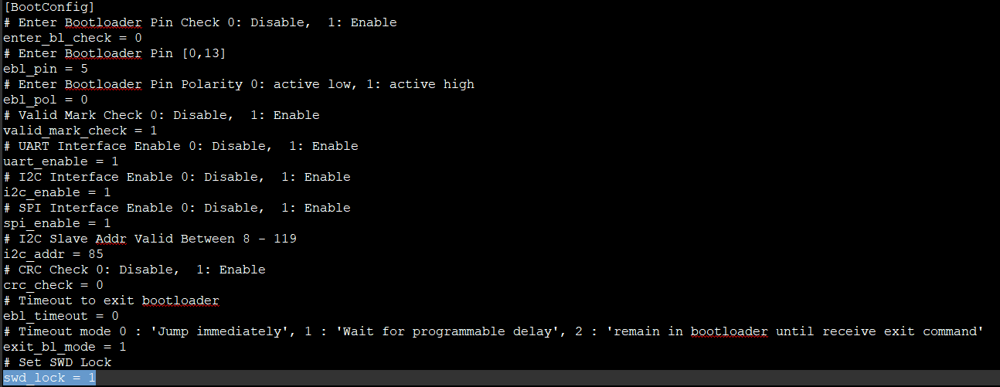 [BootConfig]
# Enter Bootloader Pin Check 0: Disable,  1: Enable
enter_bl_check = 0
# Enter Bootloader Pin [0,13]
ebl_pin = 5
# Enter Bootloader Pin Polarity 0: active low, 1: active high
ebl_pol = 0
# Valid Mark Check 0: Disable,  1: Enable
valid_mark_check = 1
# UART Interface Enable 0: Disable,  1: Enable
uart_enable = 1
# I2C Interface Enable 0: Disable,  1: Enable
i2c_enable = 1
# SPI Interface Enable 0: Disable,  1: Enable
spi_enable = 1
# I2C Slave Addr Valid Between 8 - 119
i2c_addr = 85
# CRC Check 0: Disable,  1: Enable
crc_check = 0
# Timeout to exit bootloader
ebl_timeout = 0
# Timeout mode 0 : 'Jump immediately', 1 : 'Wait for programmable delay', 2 : 'remain in bootloader until receive exit command'
exit_bl_mode = 1
# Set SWD Lock
swd_lock = 1